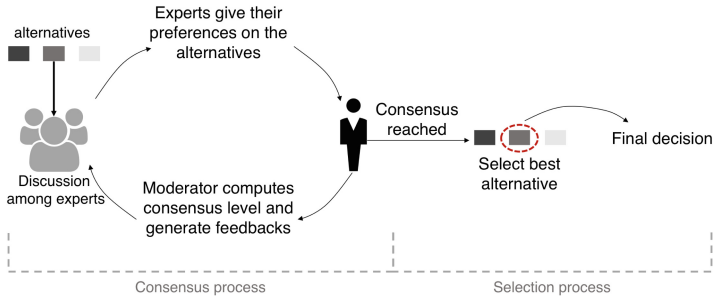 alternatives
Experts give their
preferences on the
alternatives
Discussion
among experts
Moderator computes
consensus level and
generate feedbacks
Consensus
reached
Select best
alternative
Final decision
Consensus process
Selection process